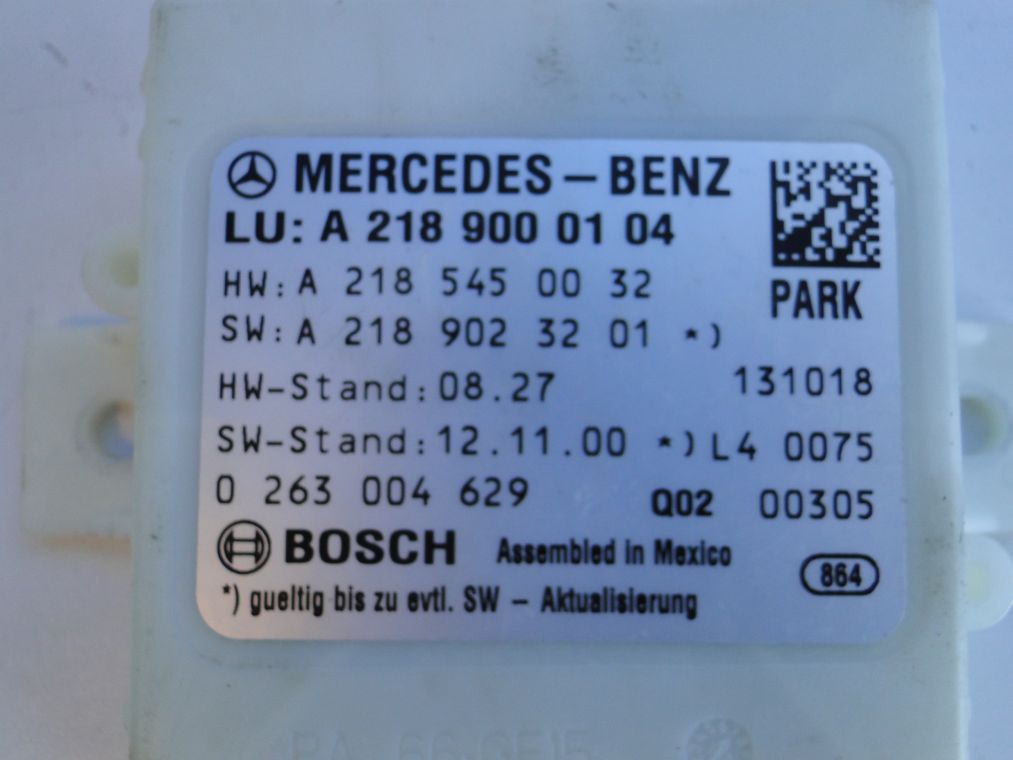 MERCEDES-BENZ
LU: A 218 900 01 04
HW: A 218 545 00 32
PARK
SW: A 218 902 32 01 *)
HW-Stand: 08.27 131018
SW-Stand: 12.11.00 *) L4 0075
0 263 004 629 Q02 00305
BOSCH Assembled in Mexico 864
*) gueltig bis zu evtl. SW - Aktualisierung